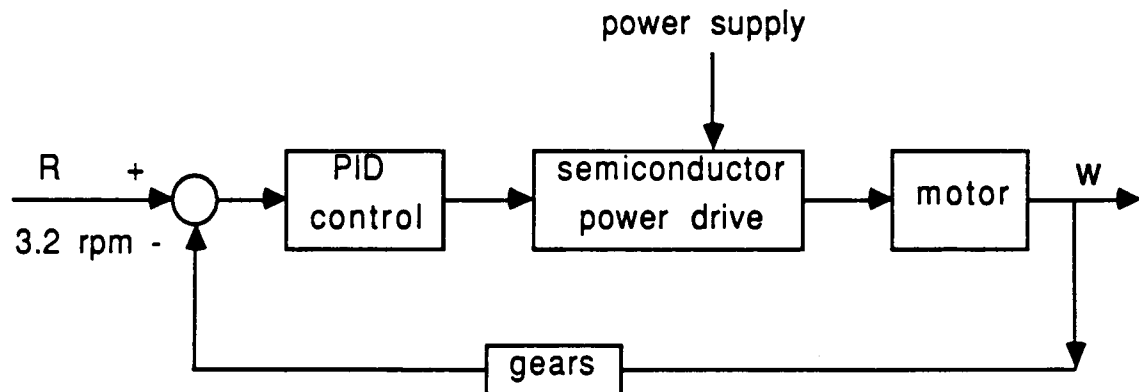 power supply
R +
PID
control
semiconductor
power drive
motor
w
3.2 rpm -
gears